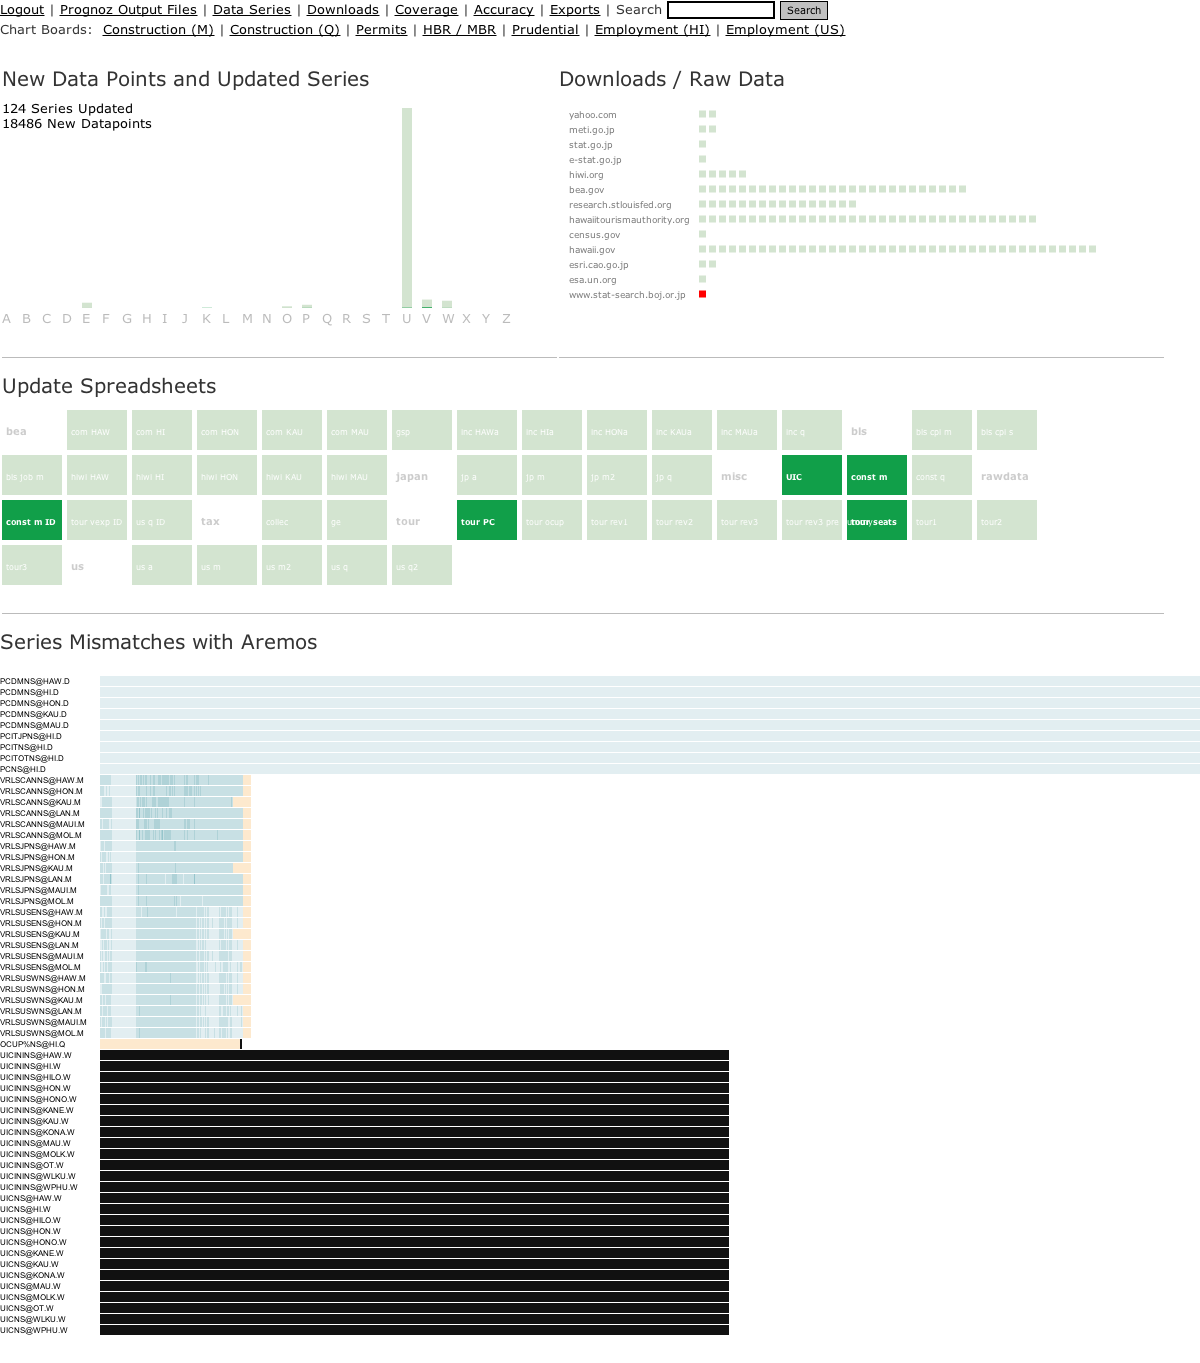 Logout | Prognoz Output Files | Data Series | Downloads | Coverage | Accuracy | Exports | Search Search
Chart Boards: Construction (M) | Construction (Q) | Permits | HBR / MBR | Prudential | Employment (HI) | Employment (US)
New Data Points and Updated Series
124 Series Updated
18486 New Datapoints
A B C D E F G H I J K L M N O P Q R S T U V W X Y Z
Downloads / Raw Data
yahoo.com
meti.go.jp
stat.go.jp
e-stat.go.jp
hiwi.org
bea.gov
research.stlouisfed.org
hawaiitourismauthority.org
census.gov
hawaii.gov
esri.cao.go.jp
esa.un.org
www.stat-search.boj.or.jp
Update Spreadsheets
bea com HAW com HI com HON com KAU com MAU gsp inc HAWa inc HIa inc HONa inc KAUa inc MAUa inc q bls bls cpi m bls cpi s
bls job m hiwi HAW hiwi HI hiwi HON hiwi KAU hiwi MAU japan jp a jp m jp m2 jp q misc UIC const m const q rawdata
const m ID tour vexp ID us q ID tax collec ge tour tour PC tour ocup tour rev1 tour rev2 tour rev3 tour rev3 pre tour seats tour1 tour2
tour3 us us a us m us m2 us q us q2
Series Mismatches with Aremos
PCDMNS@HAW.D
PCDMNS@HI.D
PCDMNS@HON.D
PCDMNS@KAU.D
PCDMNS@MAU.D
PCITJPNS@HI.D
PCITNS@HI.D
PCITOTNS@HI.D
PCNS@HI.D
VRLSCANNS@HAW.M
VRLSCANNS@HON.M
VRLSCANNS@KAU.M
VRLSCANNS@LAN.M
VRLSCANNS@MAUI.M
VRLSCANNS@MOL.M
VRLSJPNS@HAW.M
VRLSJPNS@HON.M
VRLSJPNS@KAU.M
VRLSJPNS@LAN.M
VRLSJPNS@MAUI.M
VRLSJPNS@MOL.M
VRLSUSENS@HAW.M
VRLSUSENS@HON.M
VRLSUSENS@KAU.M
VRLSUSENS@LAN.M
VRLSUSENS@MAUI.M
VRLSUSENS@MOL.M
VRLSUSWNS@HAW.M
VRLSUSWNS@HON.M
VRLSUSWNS@KAU.M
VRLSUSWNS@LAN.M
VRLSUSWNS@MAUI.M
VRLSUSWNS@MOL.M
OCUP%NS@HI.Q
UICININS@HAW.W
UICININS@HI.W
UICININS@HILO.W
UICININS@HON.W
UICININS@HONO.W
UICININS@KANE.W
UICININS@KAU.W
UICININS@KONA.W
UICININS@MAU.W
UICININS@MOLK.W
UICININS@OT.W
UICININS@WLKU.W
UICININS@WPHU.W
UICNS@HAW.W
UICNS@HI.W
UICNS@HILO.W
UICNS@HON.W
UICNS@HONO.W
UICNS@KANE.W
UICNS@KAU.W
UICNS@KONA.W
UICNS@MAU.W
UICNS@MOLK.W
UICNS@OT.W
UICNS@WLKU.W
UICNS@WPHU.W